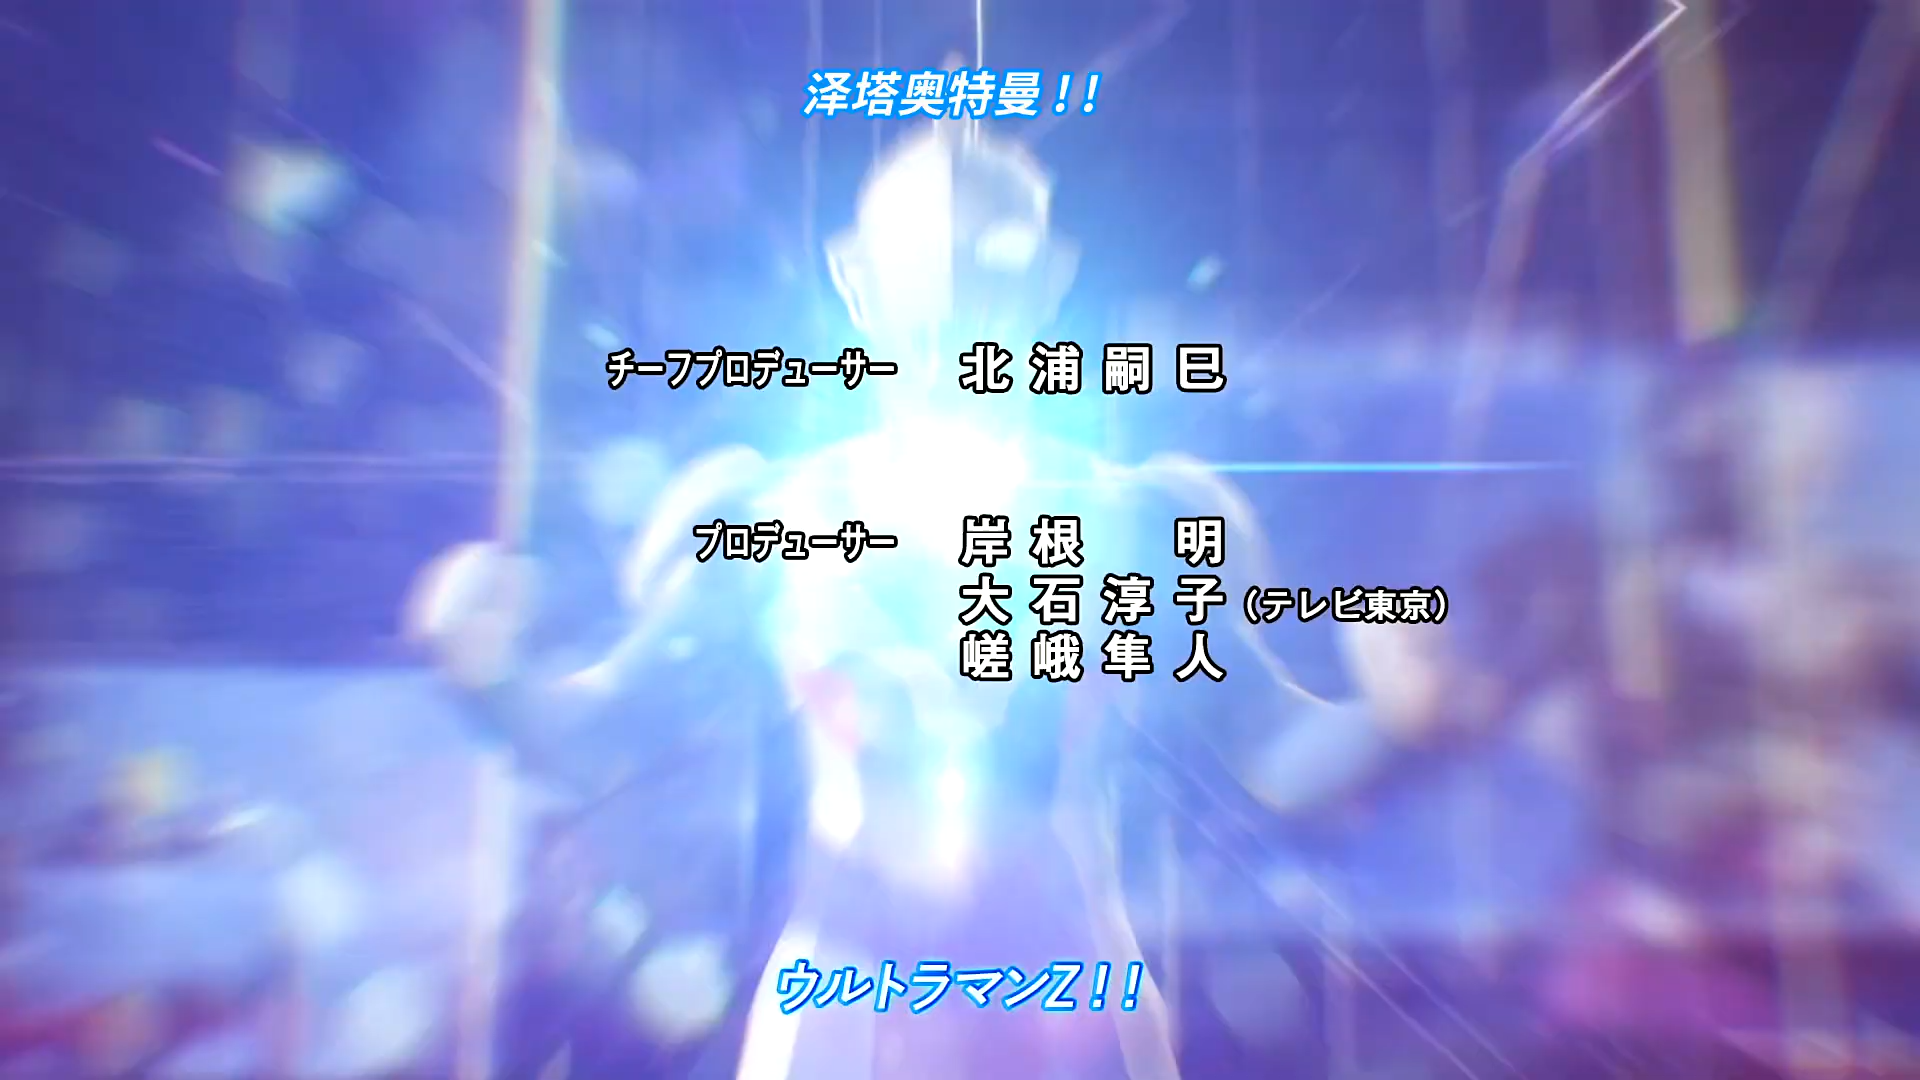 泽塔奥特曼！！
チーフプロデューサー 北浦嗣巳
プロデューサー 岸根 明
大石淳子（テレビ東京）
嵯峨隼人
ウルトラマンZ！！